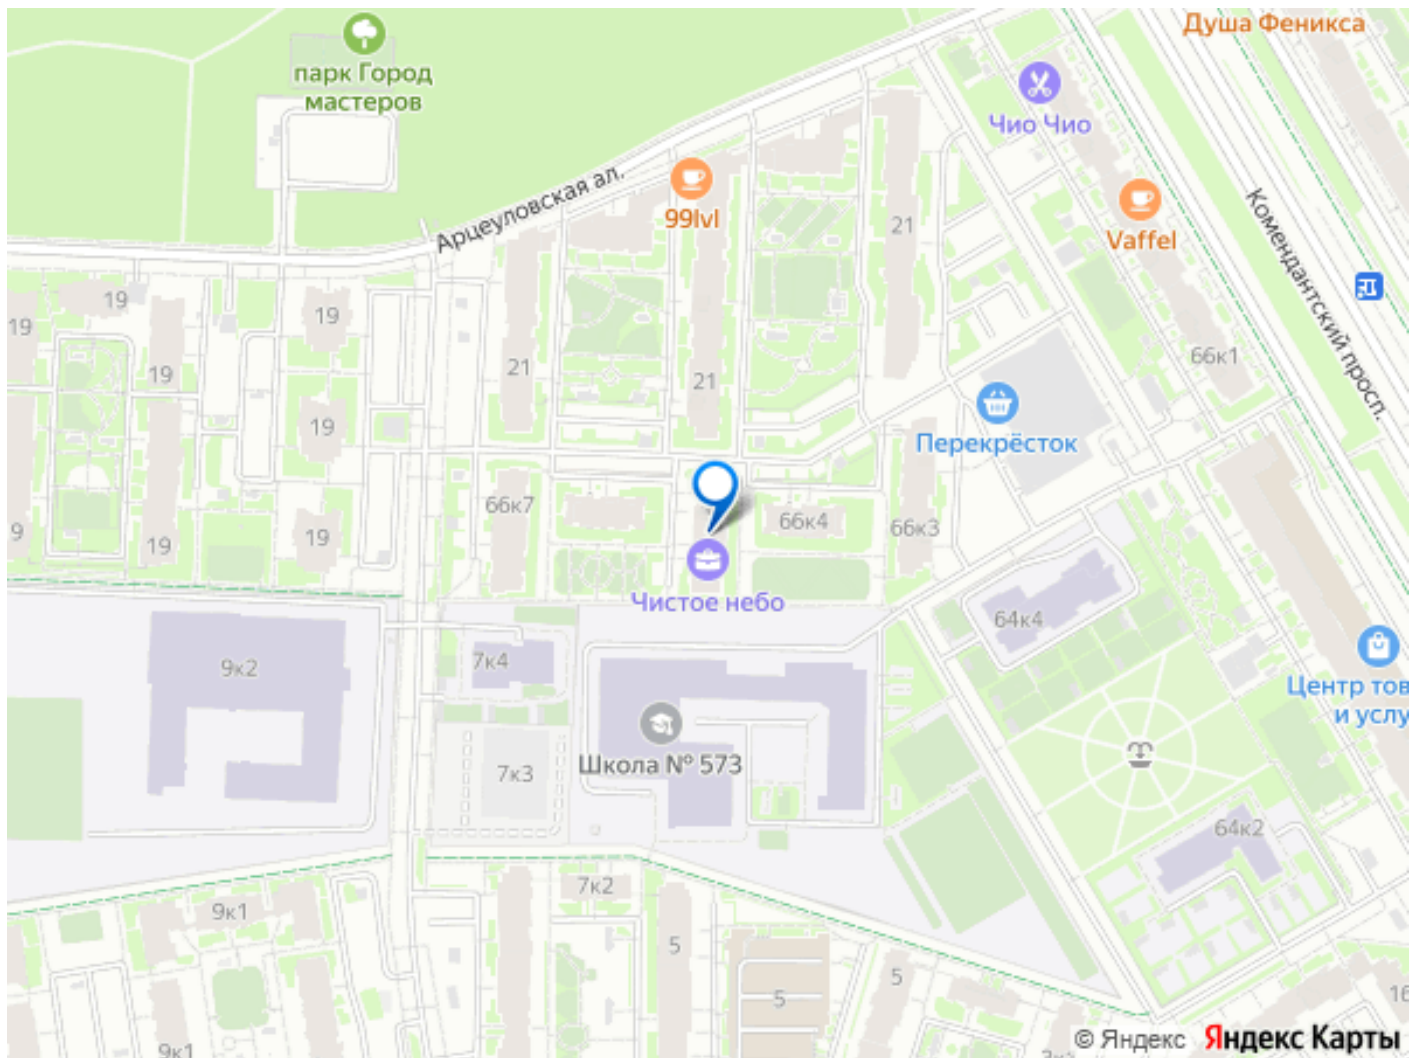 Душа Феникса
парк Город
мастеров
Чио Чио
Арцеуловская ал.
99lvl
Vaffel
Комендантский просп.
21
19
19
19
19
66к1
21
21
19
19
Перекрёсток
66к7
66к4
66к3
9
19
19
Чистое небо
64к4
7к4
9к2
Центр тов
и услу
Школа № 573
7к3
64к2
7к2
9к1
5
5
5
16
9к1
© Яндекс Яндекс Карты